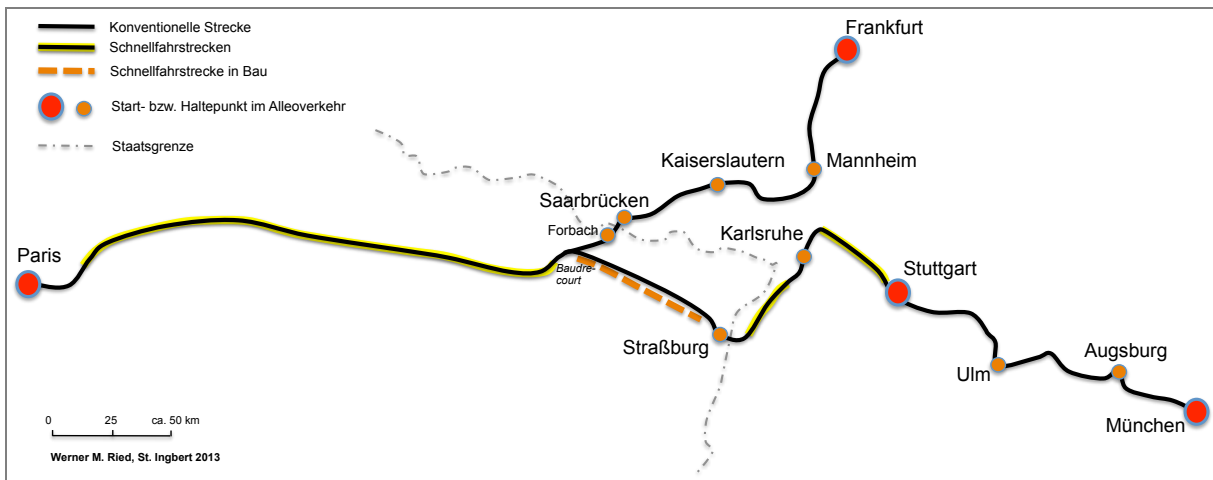 Konventionelle Strecke
Schnellfahrstrecken
Schnellfahrstrecke in Bau
Start- bzw. Haltepunkt im Alleoverkehr
Staatsgrenze
Frankfurt
Mannheim
Kaiserslautern
Saarbrücken
Forbach
Karlsruhe
Paris
Baudre-
court
Stuttgart
Straßburg
Ulm
Augsburg
München
0 25 ca. 50 km
Werner M. Ried, St. Ingbert 2013